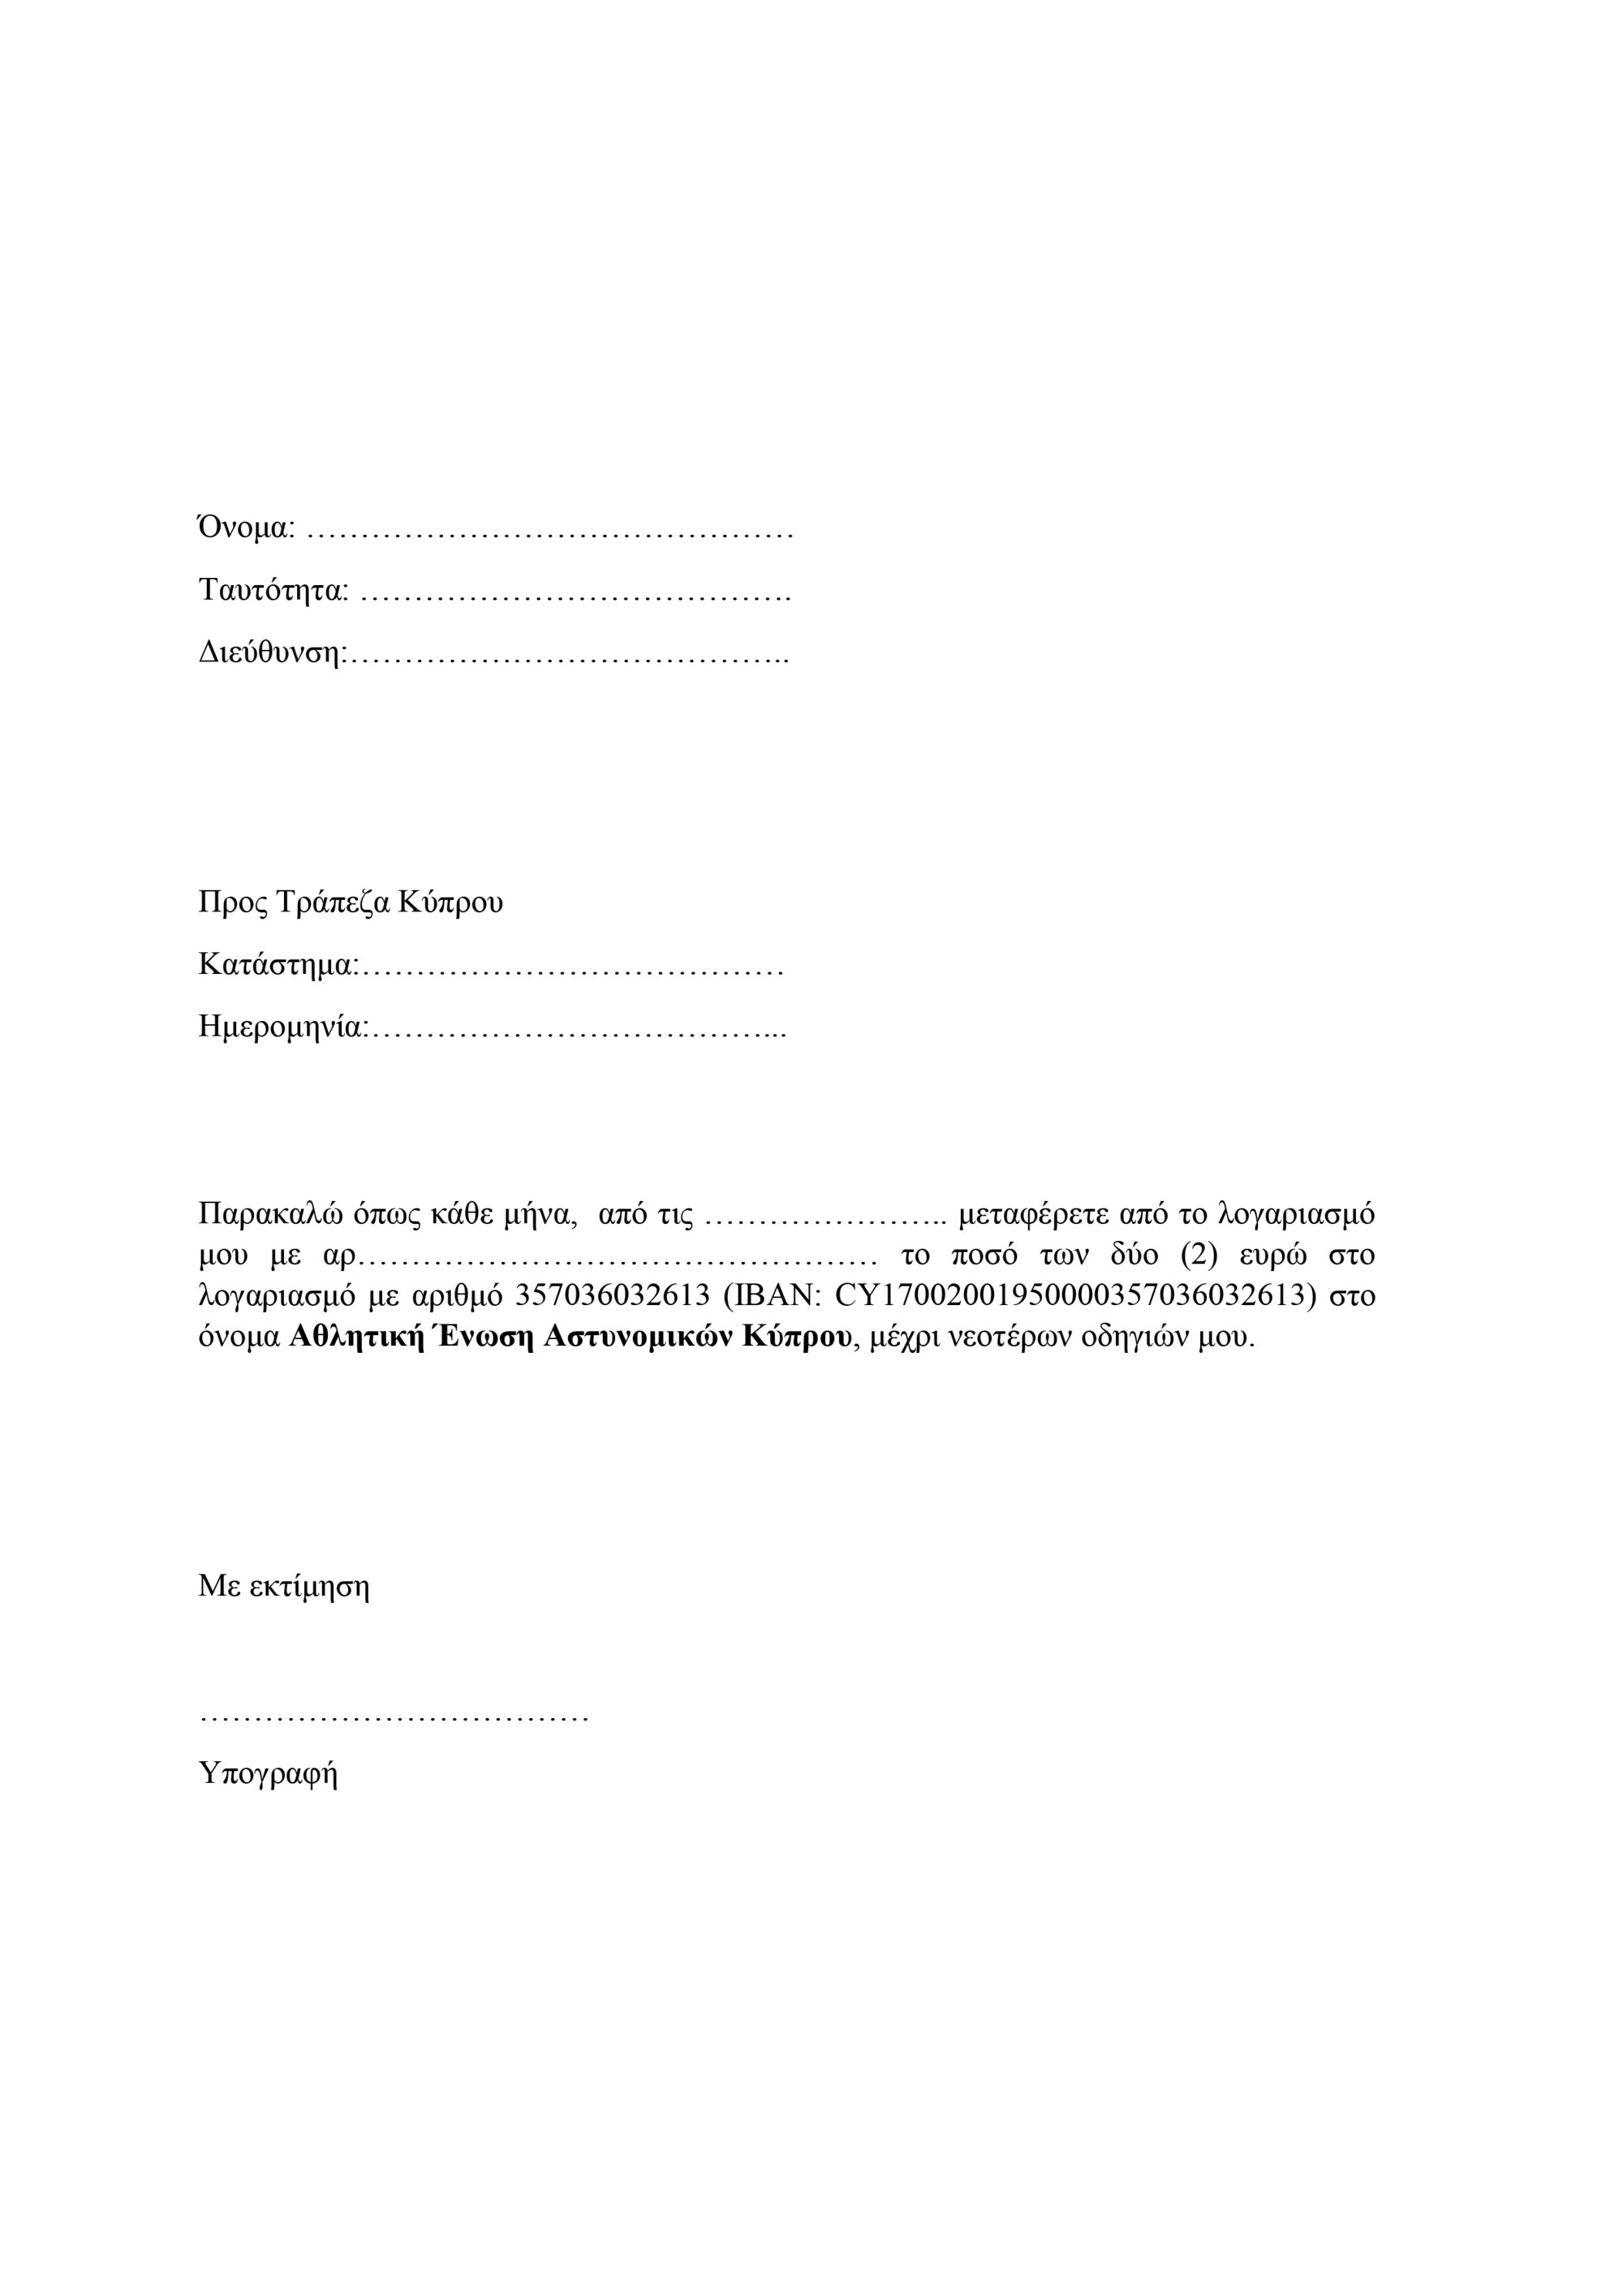 Όνομα: ………………………………………
Ταυτότητα: ………………………………….
Διεύθυνση:…………………………………..
Προς Τράπεζα Κύπρου
Κατάστημα:…………………………………
Ημερομηνία:………………………………...
Παρακαλώ όπως κάθε μήνα, από τις ………………….. μεταφέρετε από το λογαριασμό
μου με αρ………………………………………… το ποσό των δύο (2) ευρώ στο
λογαριασμό με αριθμό 357036032613 (IBAN: CY17002001950000357036032613) στο
όνομα Αθλητική Ένωση Αστυνομικών Κύπρου, μέχρι νεοτέρων οδηγιών μου.
Με εκτίμηση
………………………………
Υπογραφή